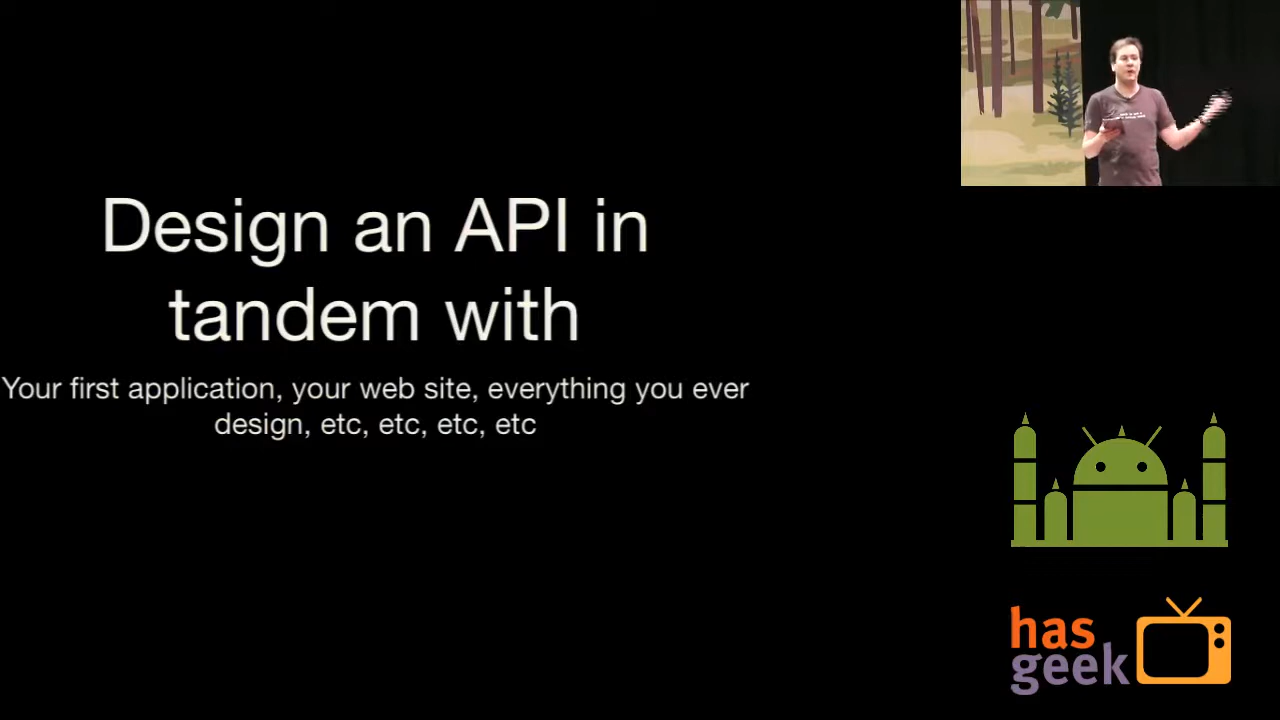 Design an API in
tandem with
Your first application, your web site, everything you ever
design, etc, etc, etc, etc
has
geek